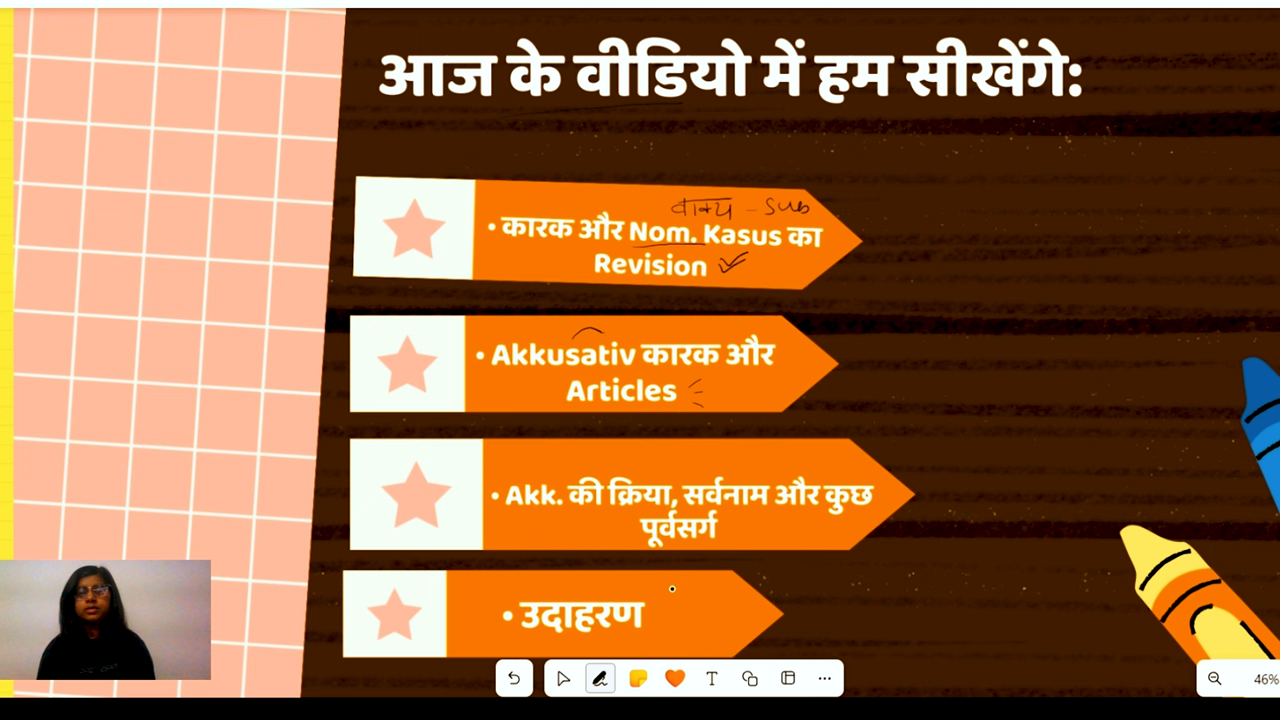 आज के वीडियो में हम सीखेंगे:
वाक्य - Sub
• कारक और Nom. Kasus का
Revision
• Akkusativ कारक और
Articles
• Akk. की क्रिया, सर्वनाम और कुछ
पूर्वसर्ग
• उदाहरण
46%